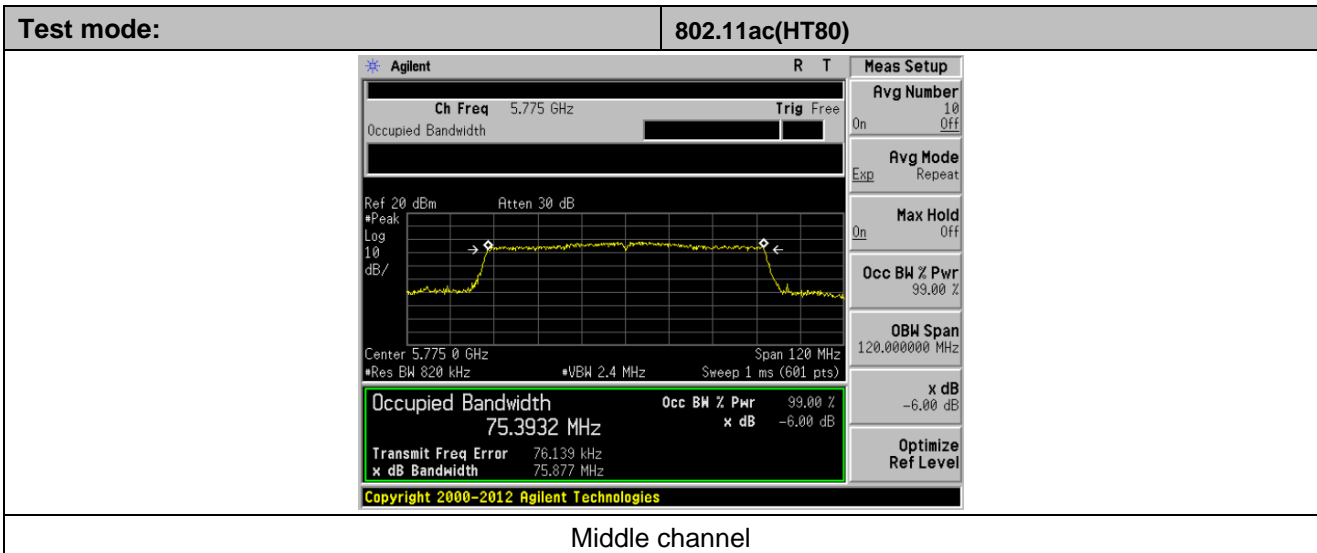 Test mode: 802.11ac(HT80)
Agilent R T
Ch Freq 5.775 GHz Trig Free
Occupied Bandwidth
Ref 20 dBm Atten 30 dB
#Peak
Log
10
dB/
Center 5.775 0 GHz Span 120 MHz
#Res BW 820 kHz #VBW 2.4 MHz Sweep 1 ms (601 pts)
Occupied Bandwidth Occ BW % Pwr 99.00 %
75.3932 MHz x dB -6.00 dB
Transmit Freq Error 76.139 kHz
x dB Bandwidth 75.877 MHz
Copyright 2000-2012 Agilent Technologies
Meas Setup
Avg Number
10
On Off
Avg Mode
Exp Repeat
Max Hold
On Off
Occ BW % Pwr
99.00 %
OBW Span
120.000000 MHz
x dB
-6.00 dB
Optimize
Ref Level
Middle channel